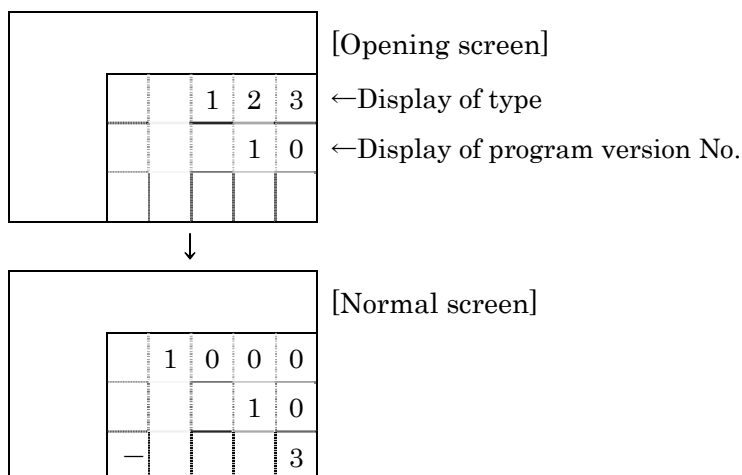 [Opening screen]
1 2 3 ←Display of type
1 0 ←Display of program version No.
↓
[Normal screen]
1 0 0 0
1 0
− 3